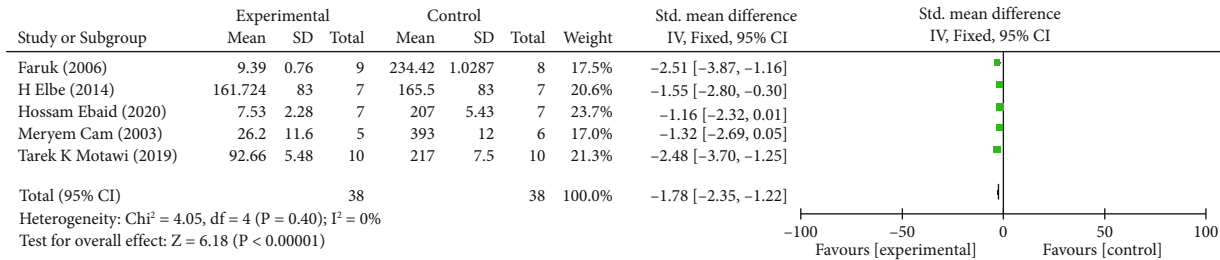 Experimental Control Std. mean difference Std. mean difference
Study or Subgroup Mean SD Total Mean SD Total Weight IV, Fixed, 95% CI IV, Fixed, 95% CI
Faruk (2006) 9.39 0.76 9 234.42 1.0287 8 17.5% −2.51 [−3.87, −1.16]
H Elbe (2014) 161.724 83 7 165.5 83 7 20.6% −1.55 [−2.80, −0.30]
Hossam Ebaid (2020) 7.53 2.28 7 207 5.43 7 23.7% −1.16 [−2.32, 0.01]
Meryem Cam (2003) 26.2 11.6 5 393 12 6 17.0% −1.32 [−2.69, 0.05]
Tarek K Motawi (2019) 92.66 5.48 10 217 7.5 10 21.3% −2.48 [−3.70, −1.25]
Total (95% CI) 38 38 100.0% −1.78 [−2.35, −1.22]
Heterogeneity: Chi² = 4.05, df = 4 (P = 0.40); I² = 0%
Test for overall effect: Z = 6.18 (P < 0.00001)
−100 −50 0 50 100
Favours [experimental] Favours [control]